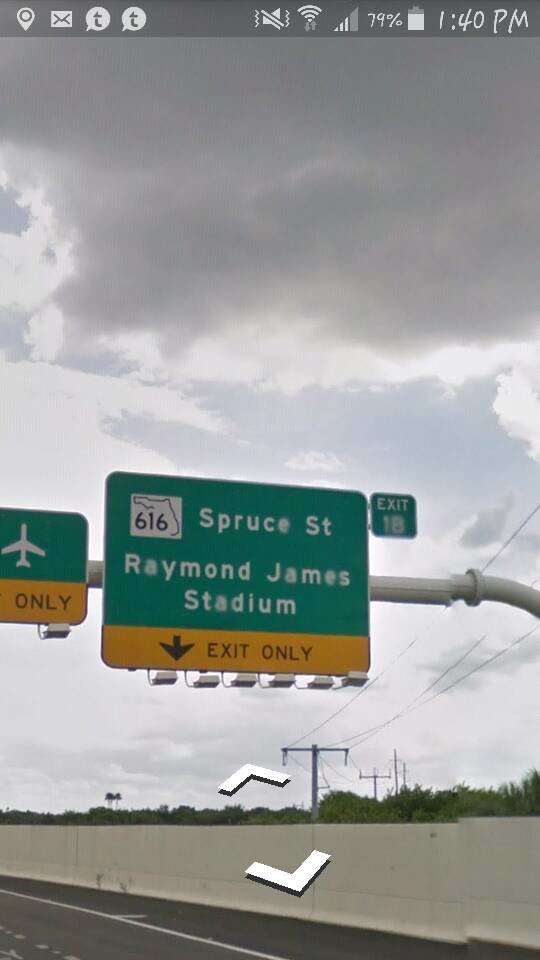 79% 1:40 PM
EXIT
1B
616 Spruce St
Raymond James
Stadium
ONLY
EXIT ONLY